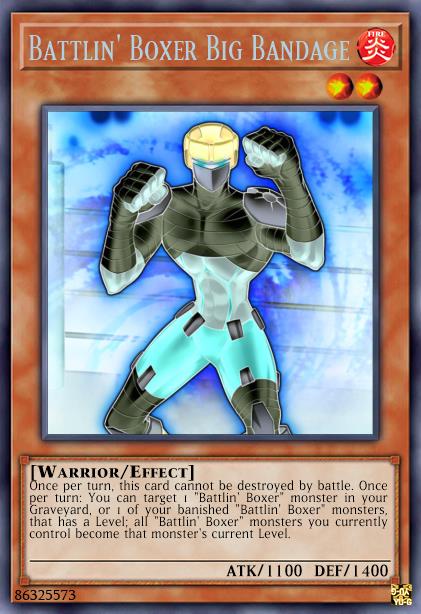 Battlin' Boxer Big Bandage
FIRE
炎
[Warrior/Effect]
Once per turn, this card cannot be destroyed by battle. Once
per turn: You can target 1 "Battlin' Boxer" monster in your
Graveyard, or 1 of your banished "Battlin' Boxer" monsters,
that has a Level; all "Battlin' Boxer" monsters you currently
control become that monster's current Level.
ATK/1100 DEF/1400
86325573